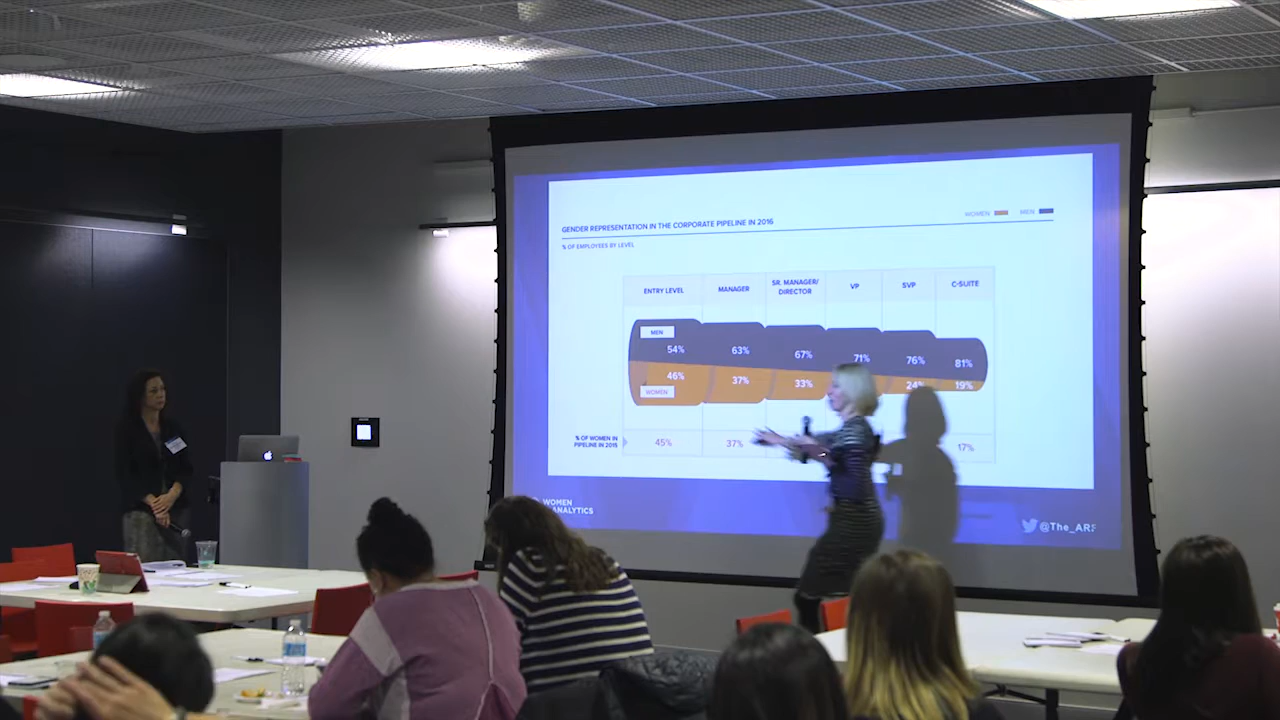 WOMEN MEN
GENDER REPRESENTATION IN THE CORPORATE PIPELINE IN 2016
% OF EMPLOYEES BY LEVEL
ENTRY LEVEL MANAGER SR. MANAGER/ DIRECTOR VP SVP C-SUITE
MEN
54% 63% 67% 71% 76% 81%
46% 37% 33% 24% 19%
WOMEN
% OF WOMEN IN
PIPELINE IN 2015
45% 37% 17%
WOMEN
ANALYTICS
@The_ARF